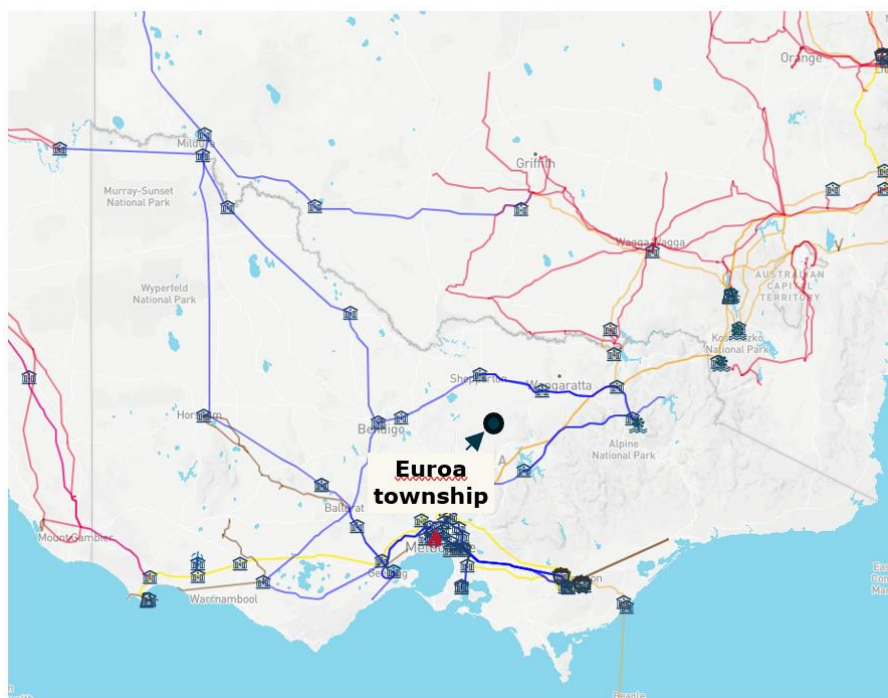 Orange
Mildura
Griffith
Murray-Sunset
National Park
Wagga Wagga
AUSTRALIAN
CAPITAL
TERRITORY
Wyperfeld
National Park
Kosciuszko
National Park
Shepparton
Wangaratta
Horsham
Bendigo
Alpine
National Park
Euroa
township
A
Ballarat
Mount Gambier
Melbourne
Geelong
Warrnambool
Beagle